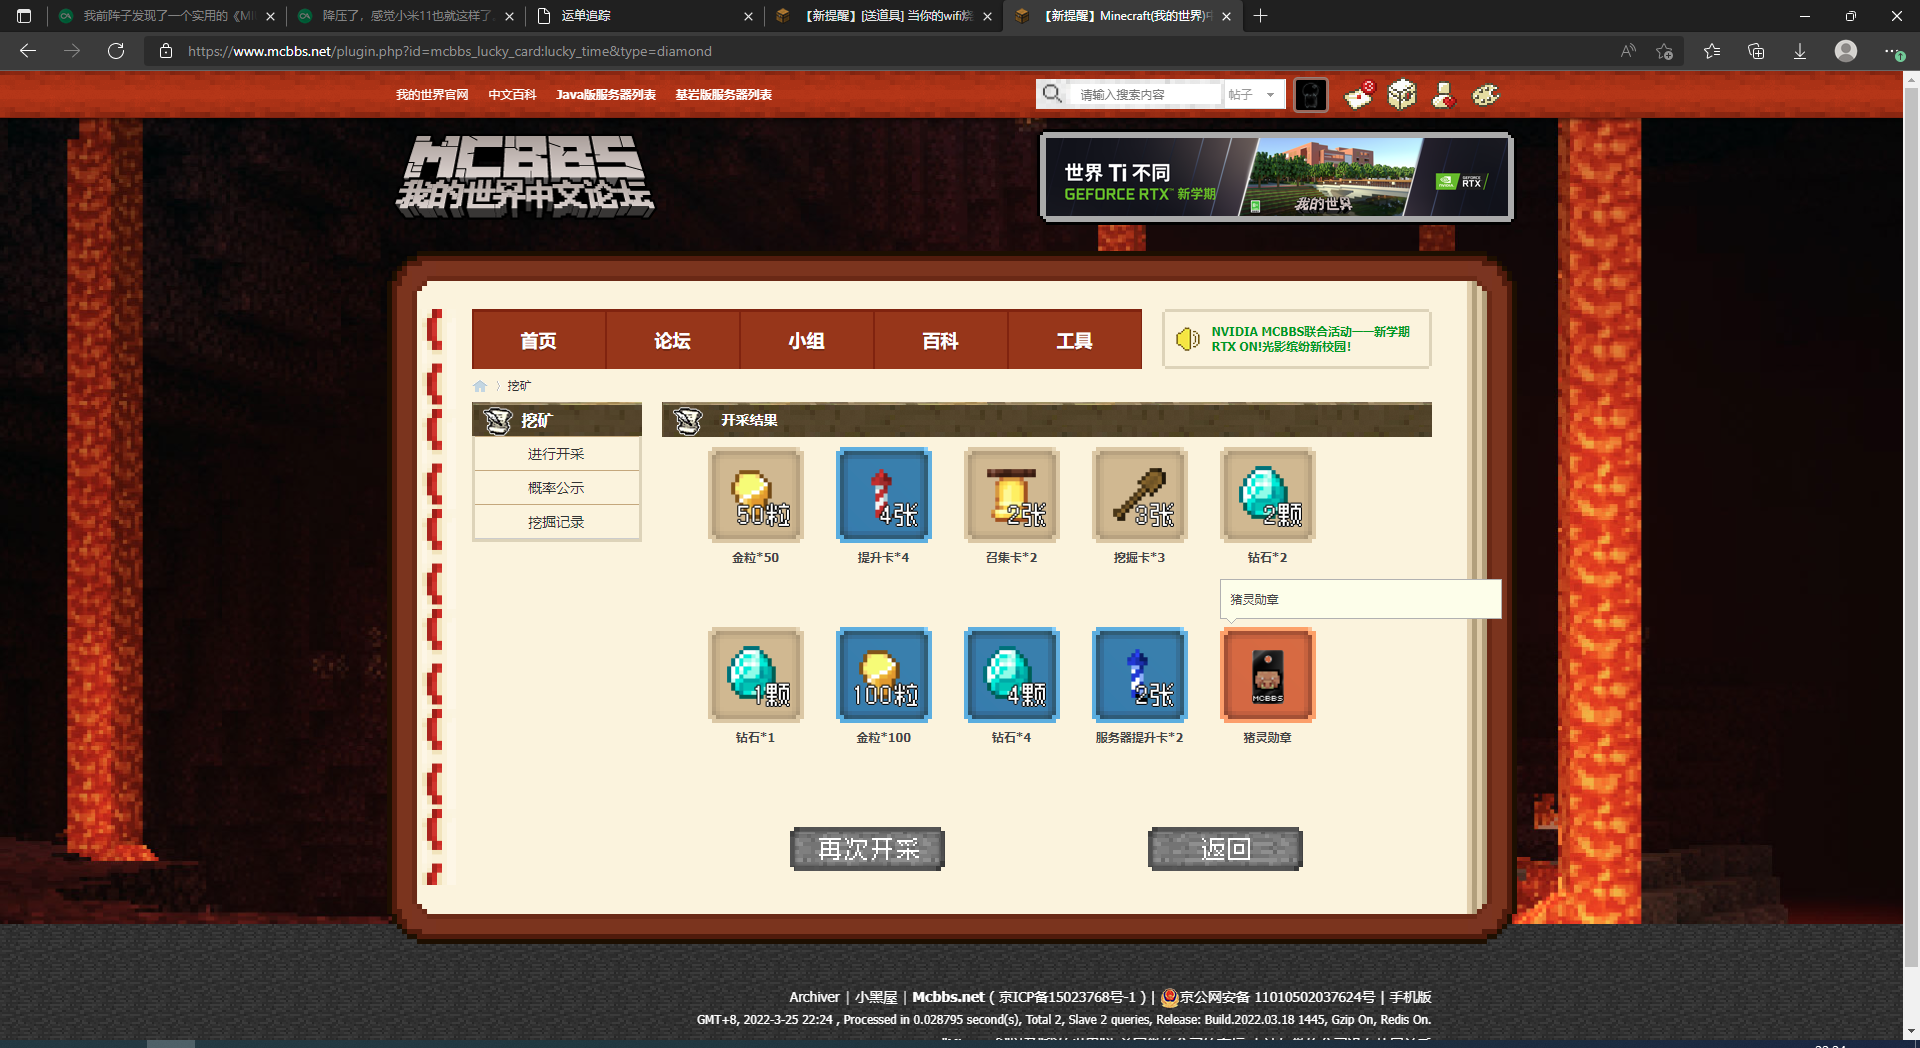 我前阵子发现了一个实用的《MI
降压了，感觉小米11也就这样了
运单追踪
【新提醒】[送道具] 当你的wifi烧
【新提醒】Minecraft(我的世界)中
https://www.mcbbs.net/plugin.php?id=mcbbs_lucky_card:lucky_time&type=diamond
我的世界官网 中文百科 Java版服务器列表 基岩版服务器列表
请输入搜索内容 帖子
MCBBS
我的世界中文论坛
世界 Ti 不同
GEFORCE RTX™ 新学期
我的世界
NVIDIA GEFORCE RTX
首页 论坛 小组 百科 工具
NVIDIA MCBBS联合活动——新学期
RTX ON!光影缤纷新校园!
〉挖矿
挖矿
进行开采
概率公示
挖掘记录
开采结果
50粒 4张 2张 3张 2颗
金粒*50 提升卡*4 召集卡*2 挖掘卡*3 钻石*2
猪灵勋章
1颗 100粒 4颗 2张 MCBBS
钻石*1 金粒*100 钻石*4 服务器提升卡*2 猪灵勋章
再次开采 返回
Archiver | 小黑屋 | Mcbbs.net ( 京ICP备15023768号-1 ) | 京公网安备 11010502037624号 | 手机版
GMT+8, 2022-3-25 22:24 , Processed in 0.028795 second(s), Total 2, Slave 2 queries, Release: Build.2022.03.18 1445, Gzip On, Redis On.